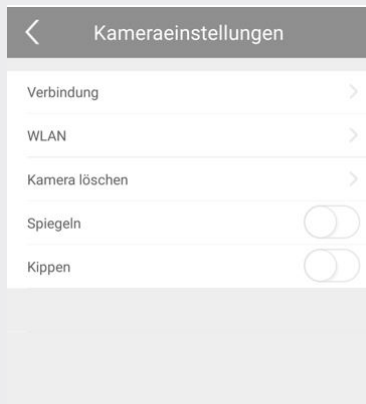 Kameraeinstellungen
Verbindung
WLAN
Kamera löschen
Spiegeln
Kippen